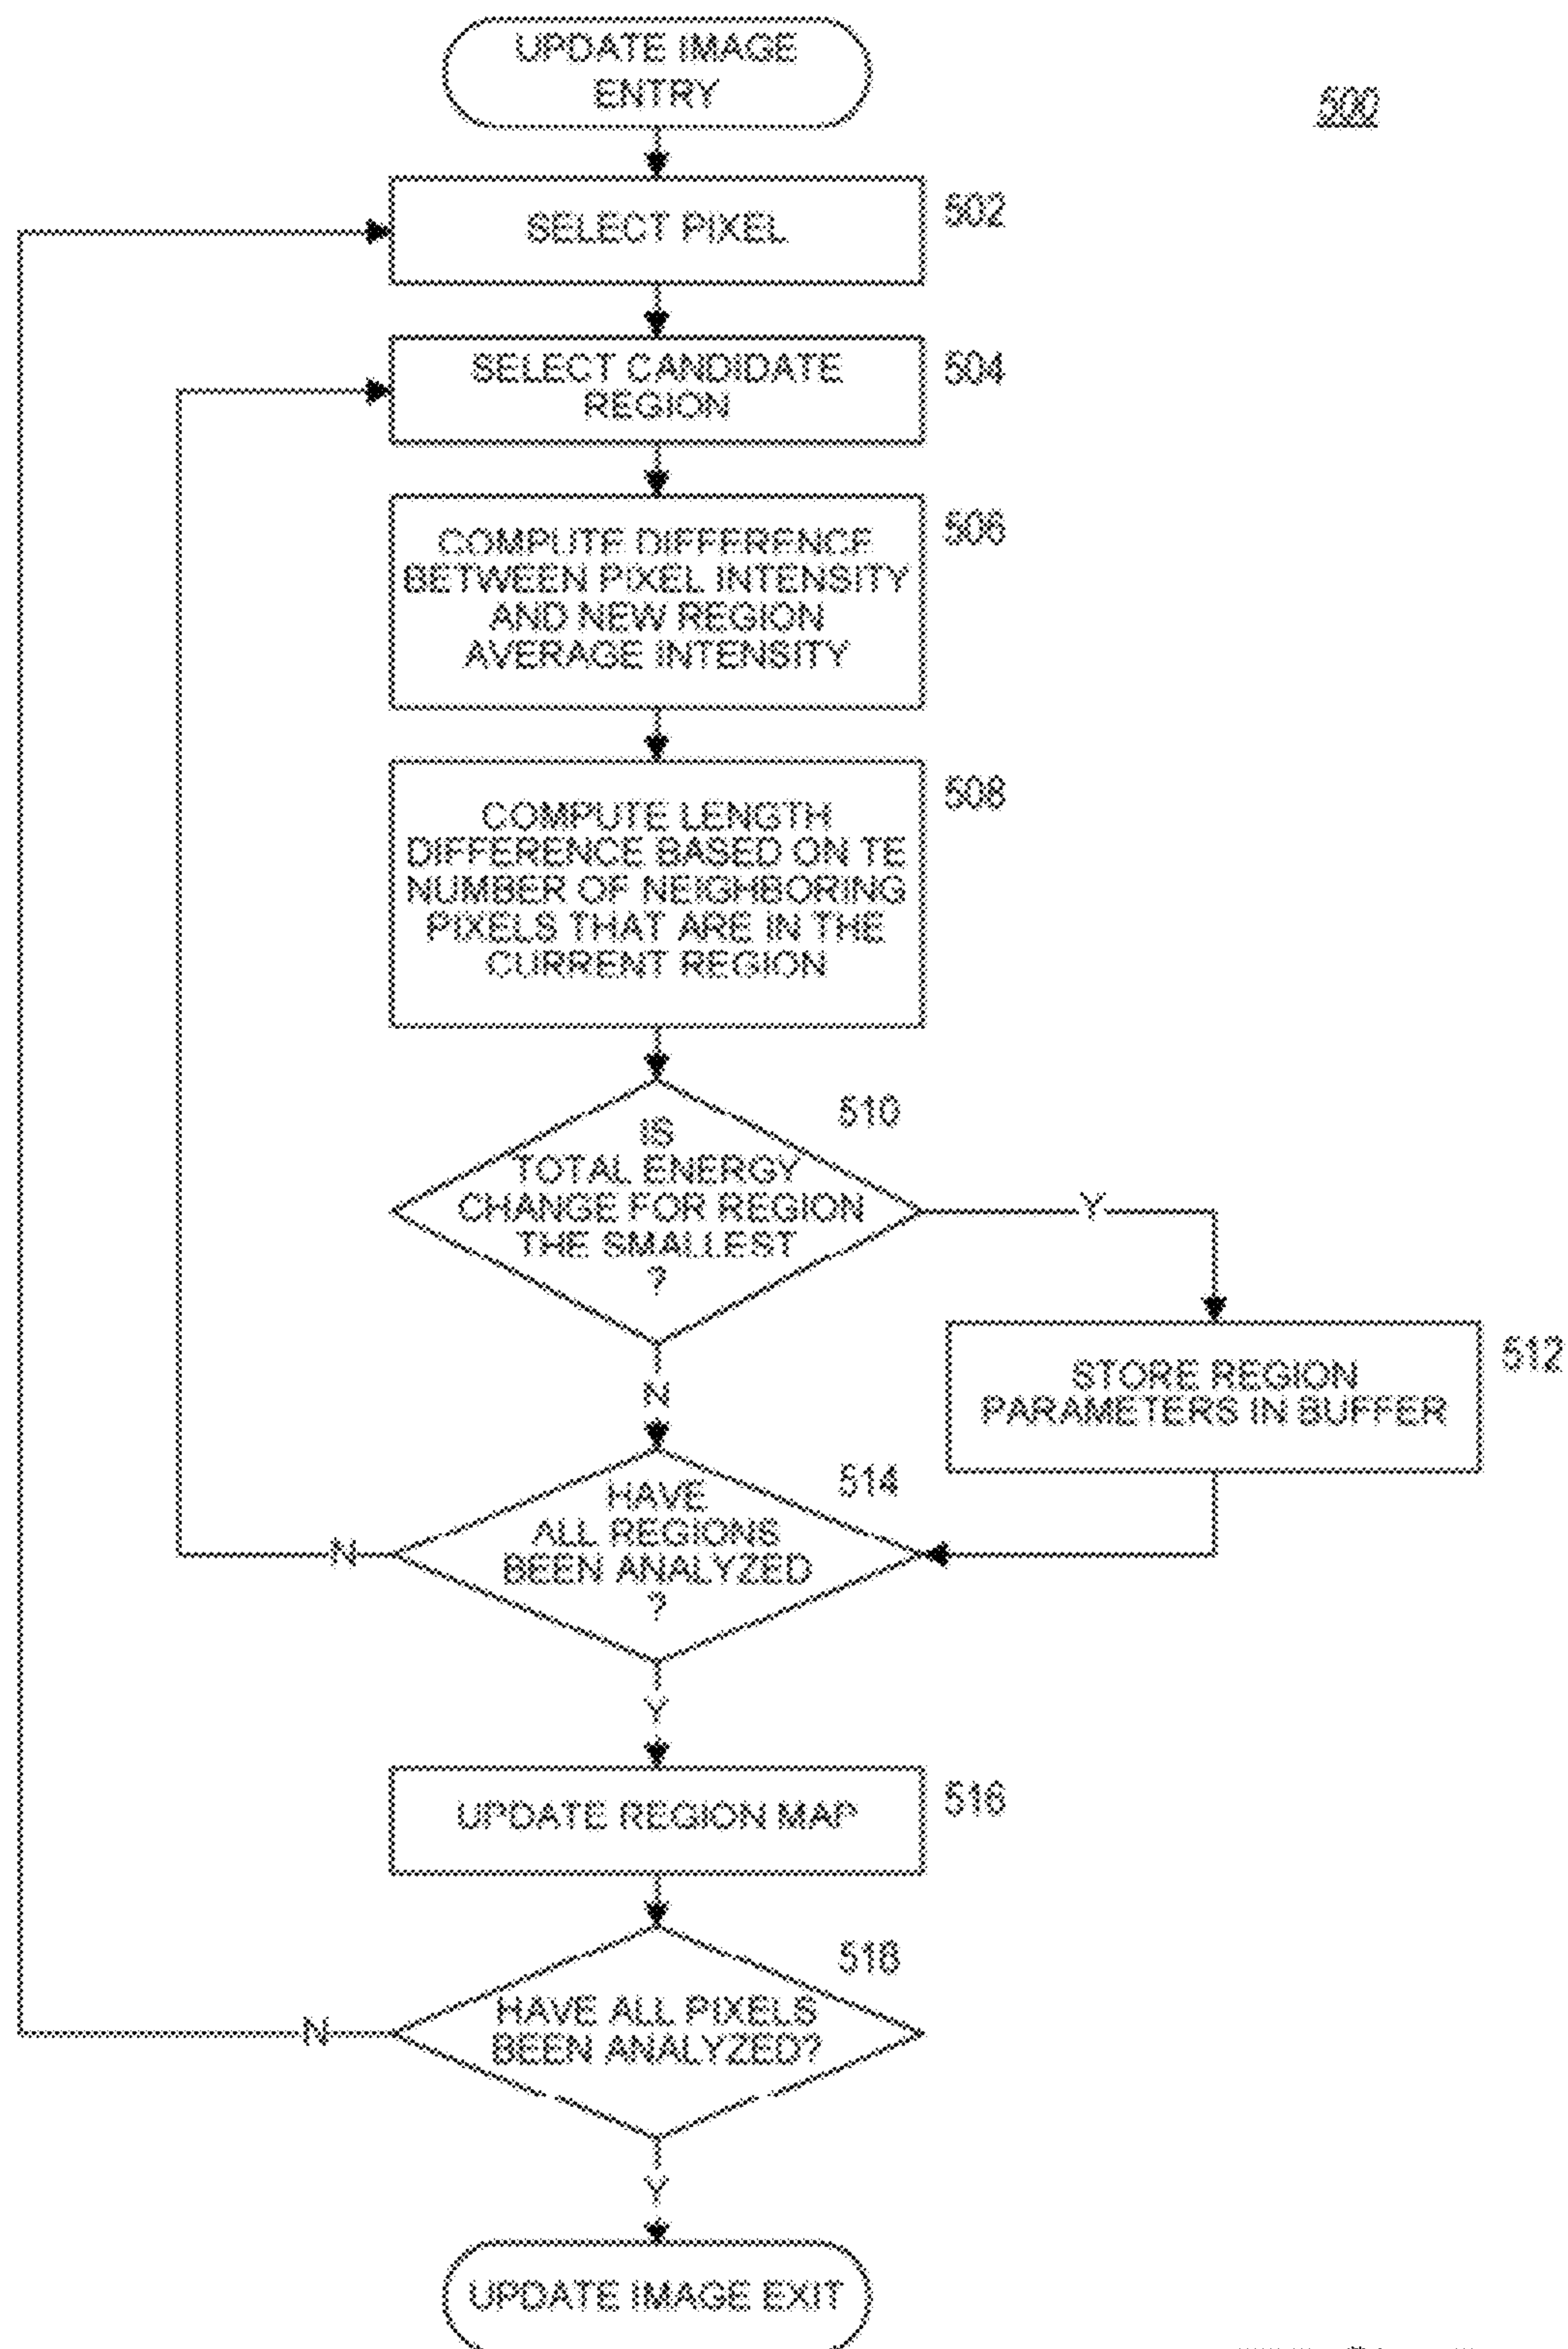 UPDATE IMAGE
ENTRY
500
SELECT PIXEL
502
SELECT CANDIDATE
REGION
504
COMPUTE DIFFERENCE
BETWEEN PIXEL INTENSITY
AND NEW REGION
AVERAGE INTENSITY
506
COMPUTE LENGTH
DIFFERENCE BASED ON TE
NUMBER OF NEIGHBORING
PIXELS THAT ARE IN THE
CURRENT REGION
508
IS
TOTAL ENERGY
CHANGE FOR REGION
THE SMALLEST
?
510
Y
N
STORE REGION
PARAMETERS IN BUFFER
512
HAVE
ALL REGIONS
BEEN ANALYZED
?
514
N
Y
UPDATE REGION MAP
516
HAVE ALL PIXELS
BEEN ANALYZED?
518
N
Y
UPDATE IMAGE EXIT